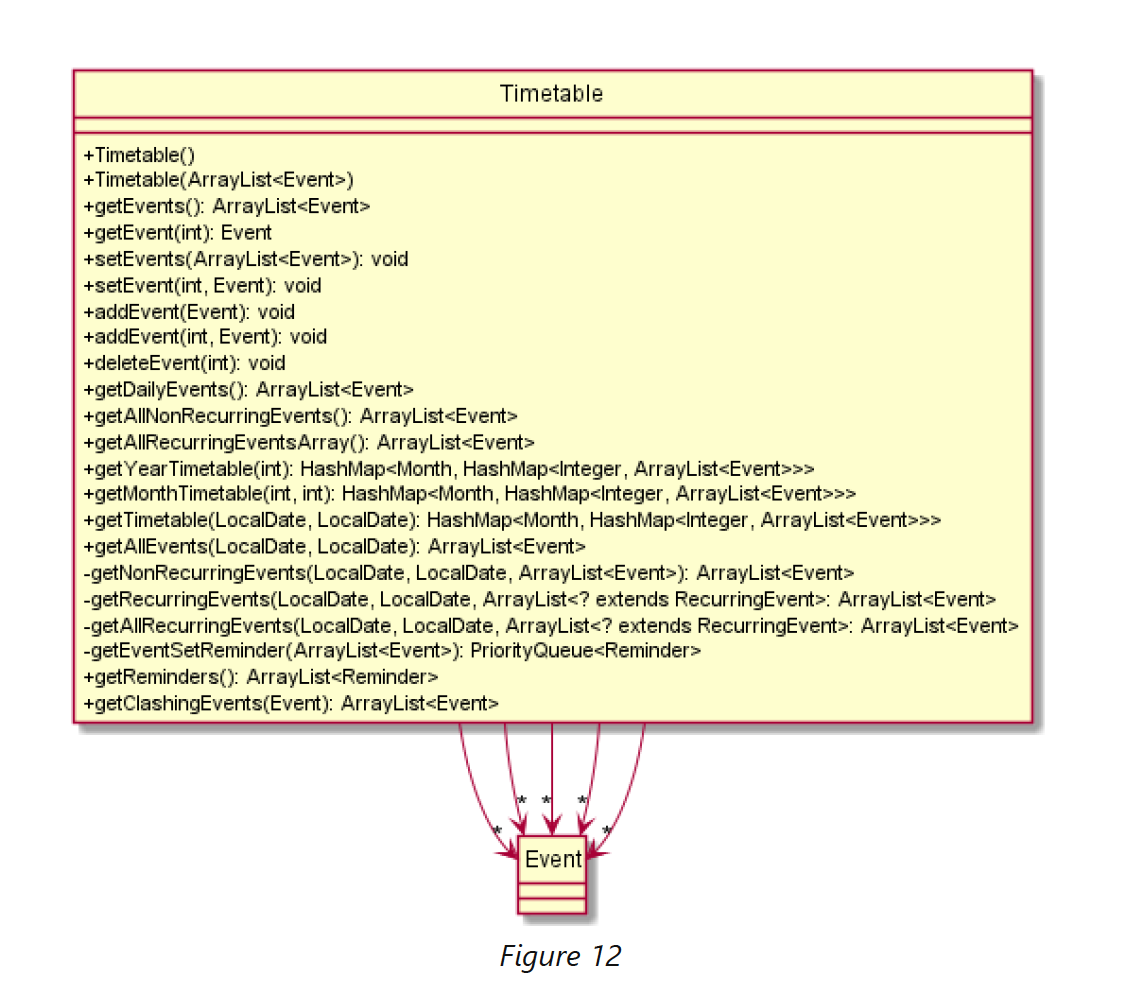 Timetable
+Timetable()
+Timetable(ArrayList<Event>)
+getEvents(): ArrayList<Event>
+getEvent(int): Event
+setEvents(ArrayList<Event>): void
+setEvent(int, Event): void
+addEvent(Event): void
+addEvent(int, Event): void
+deleteEvent(int): void
+getDailyEvents(): ArrayList<Event>
+getAllNonRecurringEvents(): ArrayList<Event>
+getAllRecurringEventsArray(): ArrayList<Event>
+getYearTimetable(int): HashMap<Month, HashMap<Integer, ArrayList<Event>>>
+getMonthTimetable(int, int): HashMap<Month, HashMap<Integer, ArrayList<Event>>>
+getTimetable(LocalDate, LocalDate): HashMap<Month, HashMap<Integer, ArrayList<Event>>>
+getAllEvents(LocalDate, LocalDate): ArrayList<Event>
-getNonRecurringEvents(LocalDate, LocalDate, ArrayList<Event>): ArrayList<Event>
-getRecurringEvents(LocalDate, LocalDate, ArrayList<? extends RecurringEvent>: ArrayList<Event>
-getAllRecurringEvents(LocalDate, LocalDate, ArrayList<? extends RecurringEvent>: ArrayList<Event>
-getEventSetReminder(ArrayList<Event>): PriorityQueue<Reminder>
+getReminders(): ArrayList<Reminder>
+getClashingEvents(Event): ArrayList<Event>
* * *
* *
Event
Figure 12